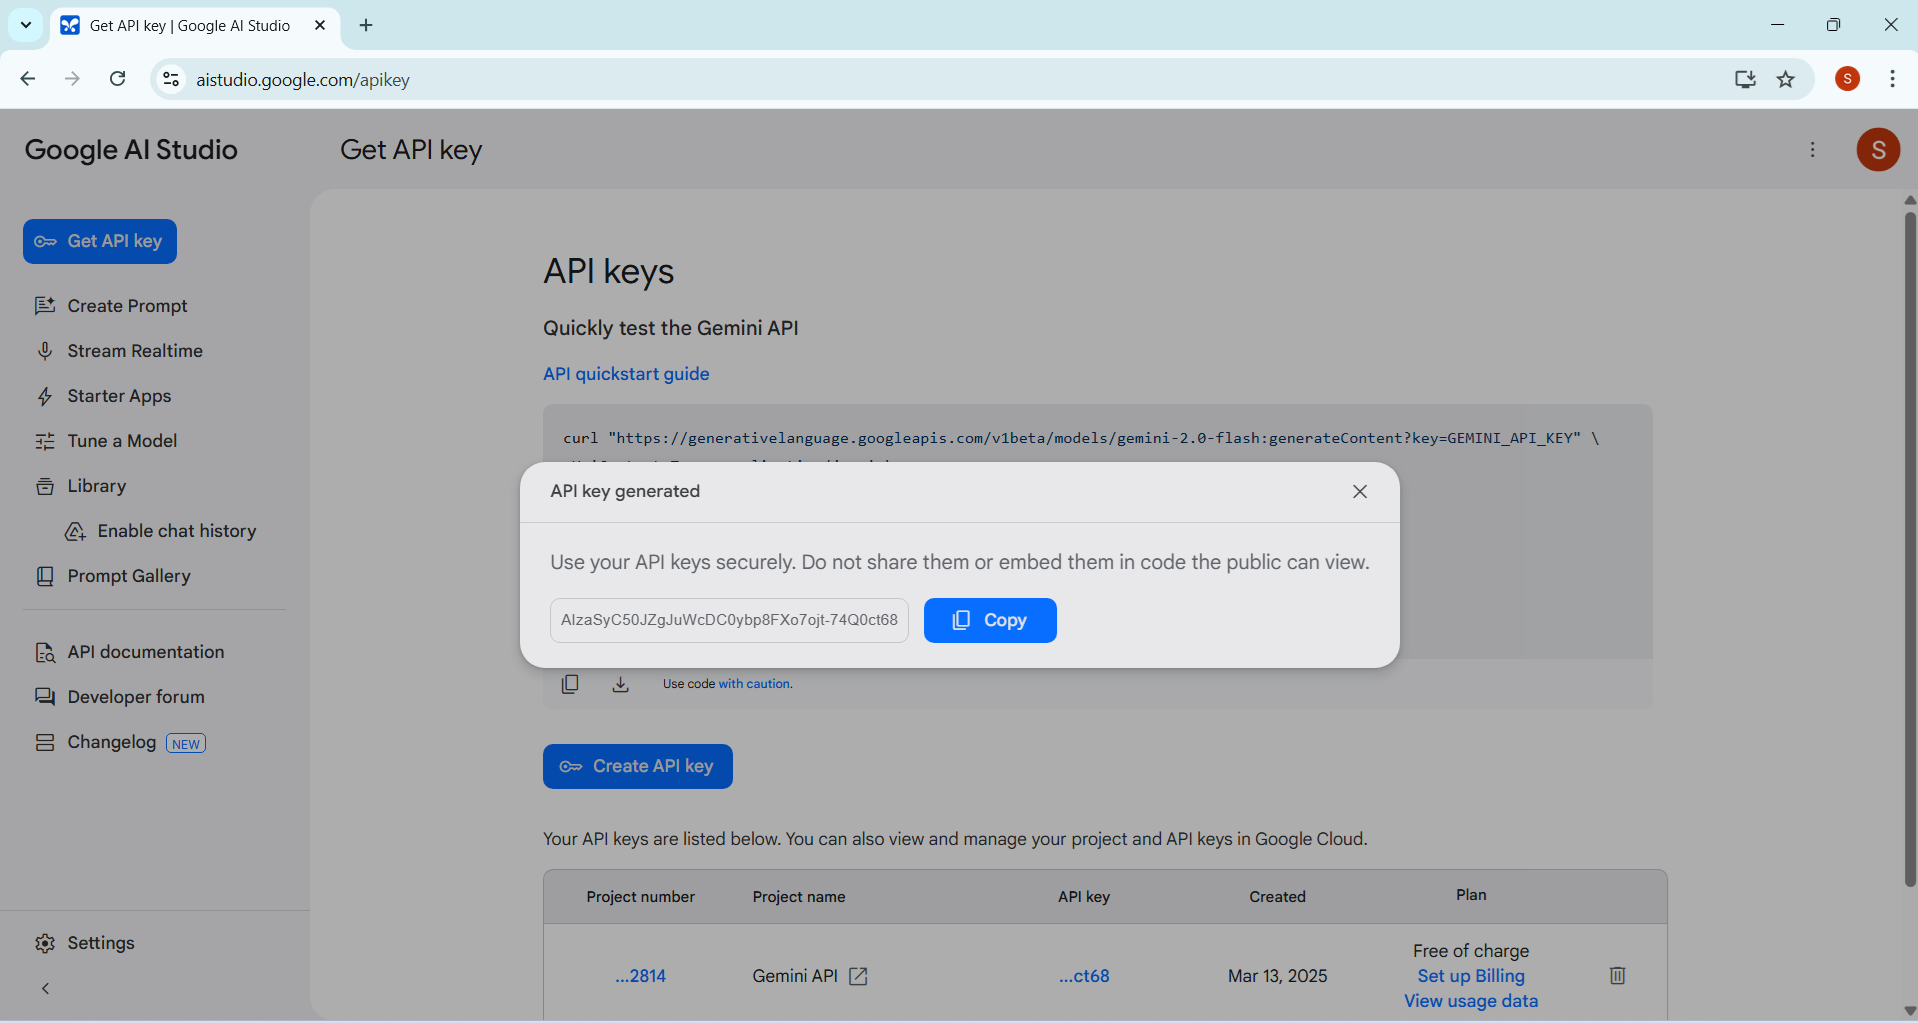 Get API key | Google AI Studio
aistudio.google.com/apikey
S
Google AI Studio
Get API key
S
Get API key
Create Prompt
Stream Realtime
Starter Apps
Tune a Model
Library
Enable chat history
Prompt Gallery
API documentation
Developer forum
Changelog NEW
Settings
API keys
Quickly test the Gemini API
API quickstart guide
curl "https://generativelanguage.googleapis.com/v1beta/models/gemini-2.0-flash:generateContent?key=GEMINI_API_KEY" \
API key generated
Use your API keys securely. Do not share them or embed them in code the public can view.
AIzaSyC50JZgJuWcDC0ybp8FXo7ojt-74Q0ct68
Copy
Use code with caution.
Create API key
Your API keys are listed below. You can also view and manage your project and API keys in Google Cloud.
Project number Project name API key Created Plan
...2814 Gemini API ...ct68 Mar 13, 2025 Free of charge
Set up Billing
View usage data